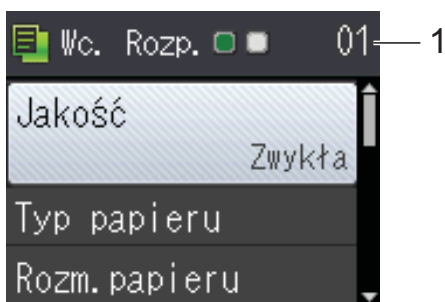 Wc. Rozp. 01 1
Jakość
Zwykła
Typ papieru
Rozm.papieru